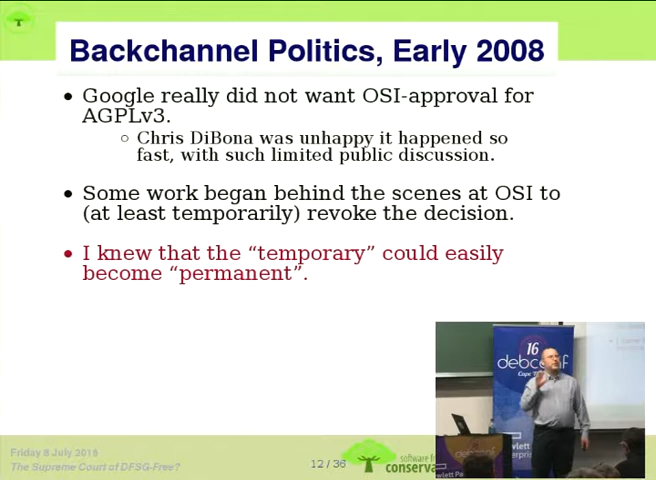 Backchannel Politics, Early 2008
• Google really did not want OSI-approval for
AGPLv3.
○ Chris DiBona was unhappy it happened so
fast, with such limited public discussion.
• Some work began behind the scenes at OSI to
(at least temporarily) revoke the decision.
• I knew that the “temporary” could easily
become “permanent”.
16
debconf
Friday 8 July 2016
The Supreme Court of DFSG-Free?
12 / 36
software fr
conserva